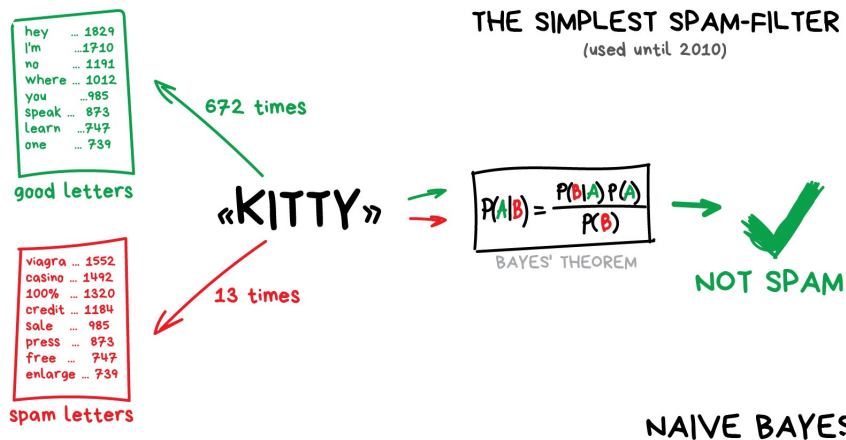 THE SIMPLEST SPAM-FILTER
(used until 2010)
hey ... 1829
I'm ...1710
no ... 1191
where ... 1012
you ...985
speak ... 873
learn ...747
one ... 739
good letters
672 times
«KITTY»
13 times
viagra ... 1552
casino ... 1492
100% ... 1320
credit ... 1184
sale ... 985
press ... 873
free ... 747
enlarge ... 739
spam letters
P(A|B) = P(B|A) P(A)
P(B)
BAYES' THEOREM
NOT SPAM
NAIVE BAYES